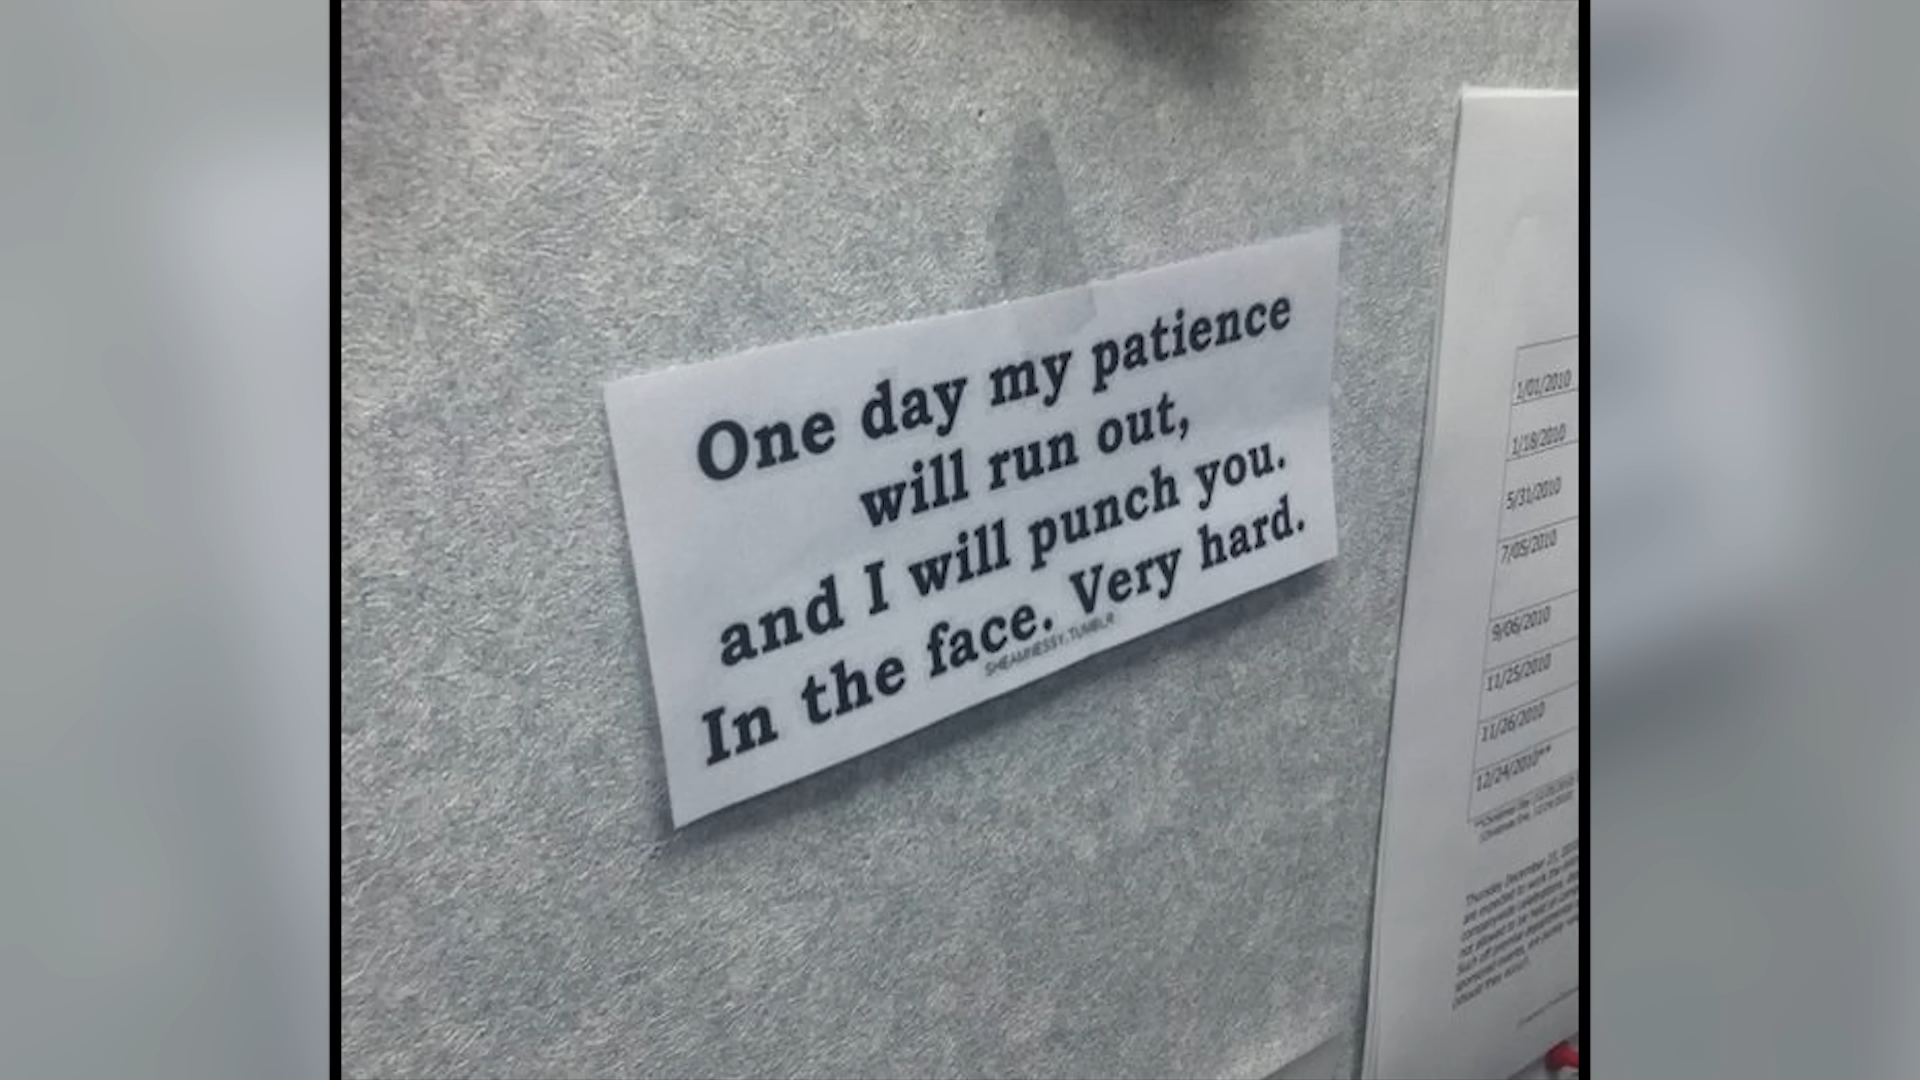 One day my patience
will run out,
and I will punch you.
In the face. Very hard.
SHEAMNESSY.TUMBLR
1/01/2010
1/18/2010
5/31/2010
7/05/2010
9/06/2010
11/25/2010
11/26/2010
12/24/2010**